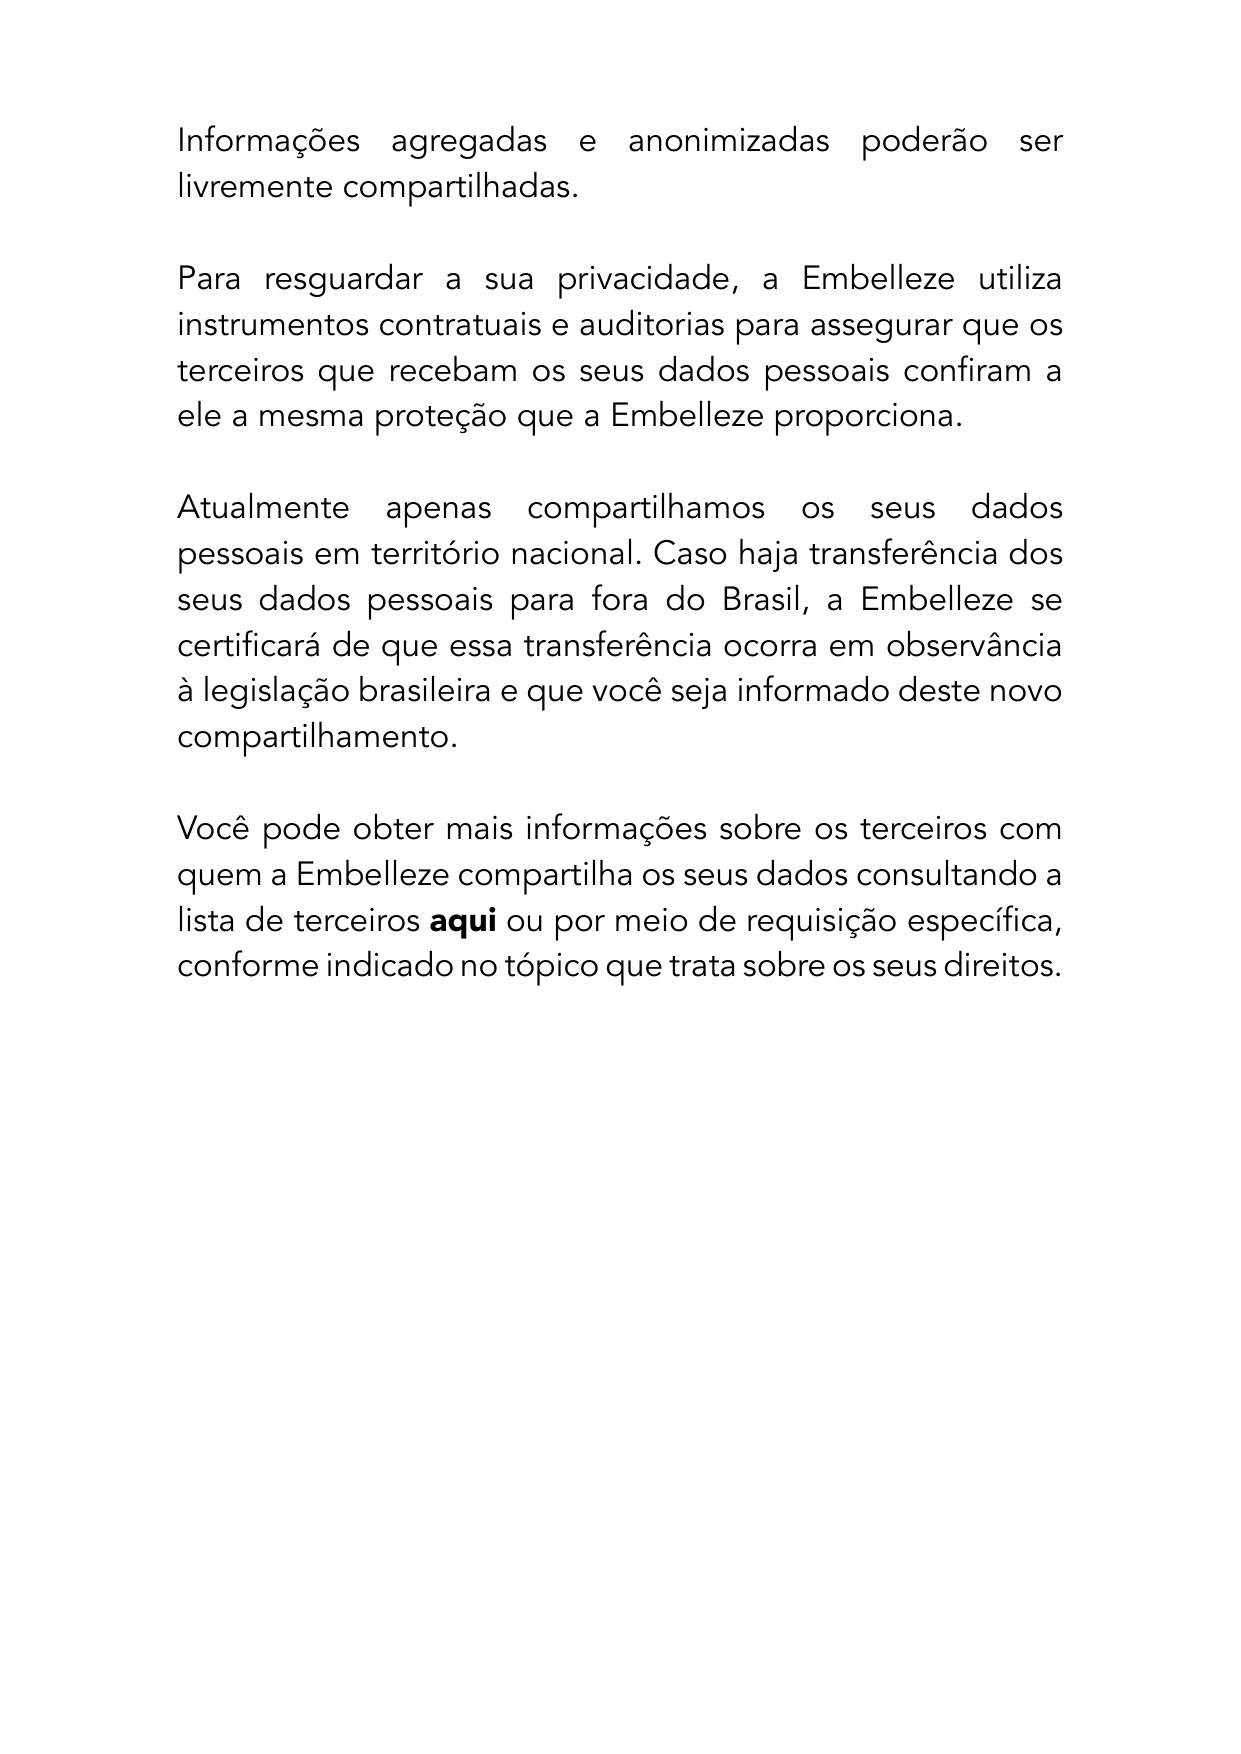 Informações agregadas e anonimizadas poderão ser
livremente compartilhadas.
Para resguardar a sua privacidade, a Embelleze utiliza
instrumentos contratuais e auditorias para assegurar que os
terceiros que recebam os seus dados pessoais confiram a
ele a mesma proteção que a Embelleze proporciona.
Atualmente apenas compartilhamos os seus dados
pessoais em território nacional. Caso haja transferência dos
seus dados pessoais para fora do Brasil, a Embelleze se
certificará de que essa transferência ocorra em observância
à legislação brasileira e que você seja informado deste novo
compartilhamento.
Você pode obter mais informações sobre os terceiros com
quem a Embelleze compartilha os seus dados consultando a
lista de terceiros aqui ou por meio de requisição específica,
conforme indicado no tópico que trata sobre os seus direitos.